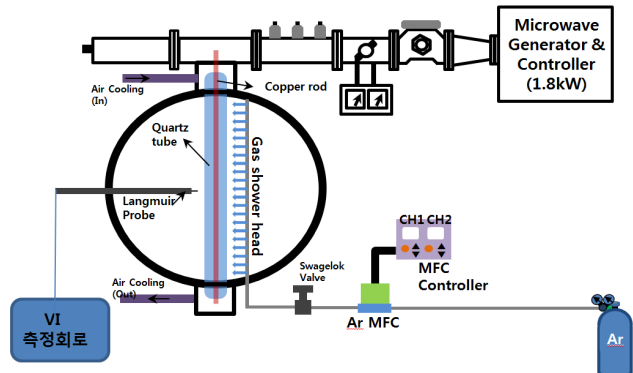 Microwave
Generator &
Controller
(1.8kW)
Air Cooling
(In)
Copper rod
Quartz
tube
Gas shower head
Langmuir
Probe
CH1 CH2
MFC
Controller
Swagelok
Valve
Air Cooling
(Out)
Ar MFC
VI
측정회로
Ar